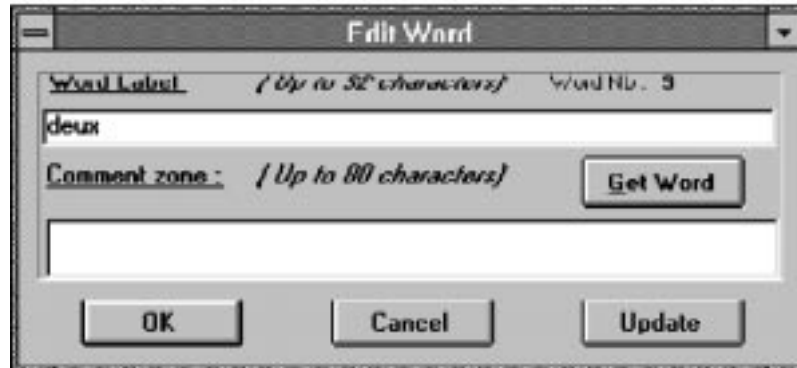 Edit Word
Word Label (Up to 32 characters) Word Nb. 3
deux
Comment zone : (Up to 80 characters) Get Word
OK Cancel Update